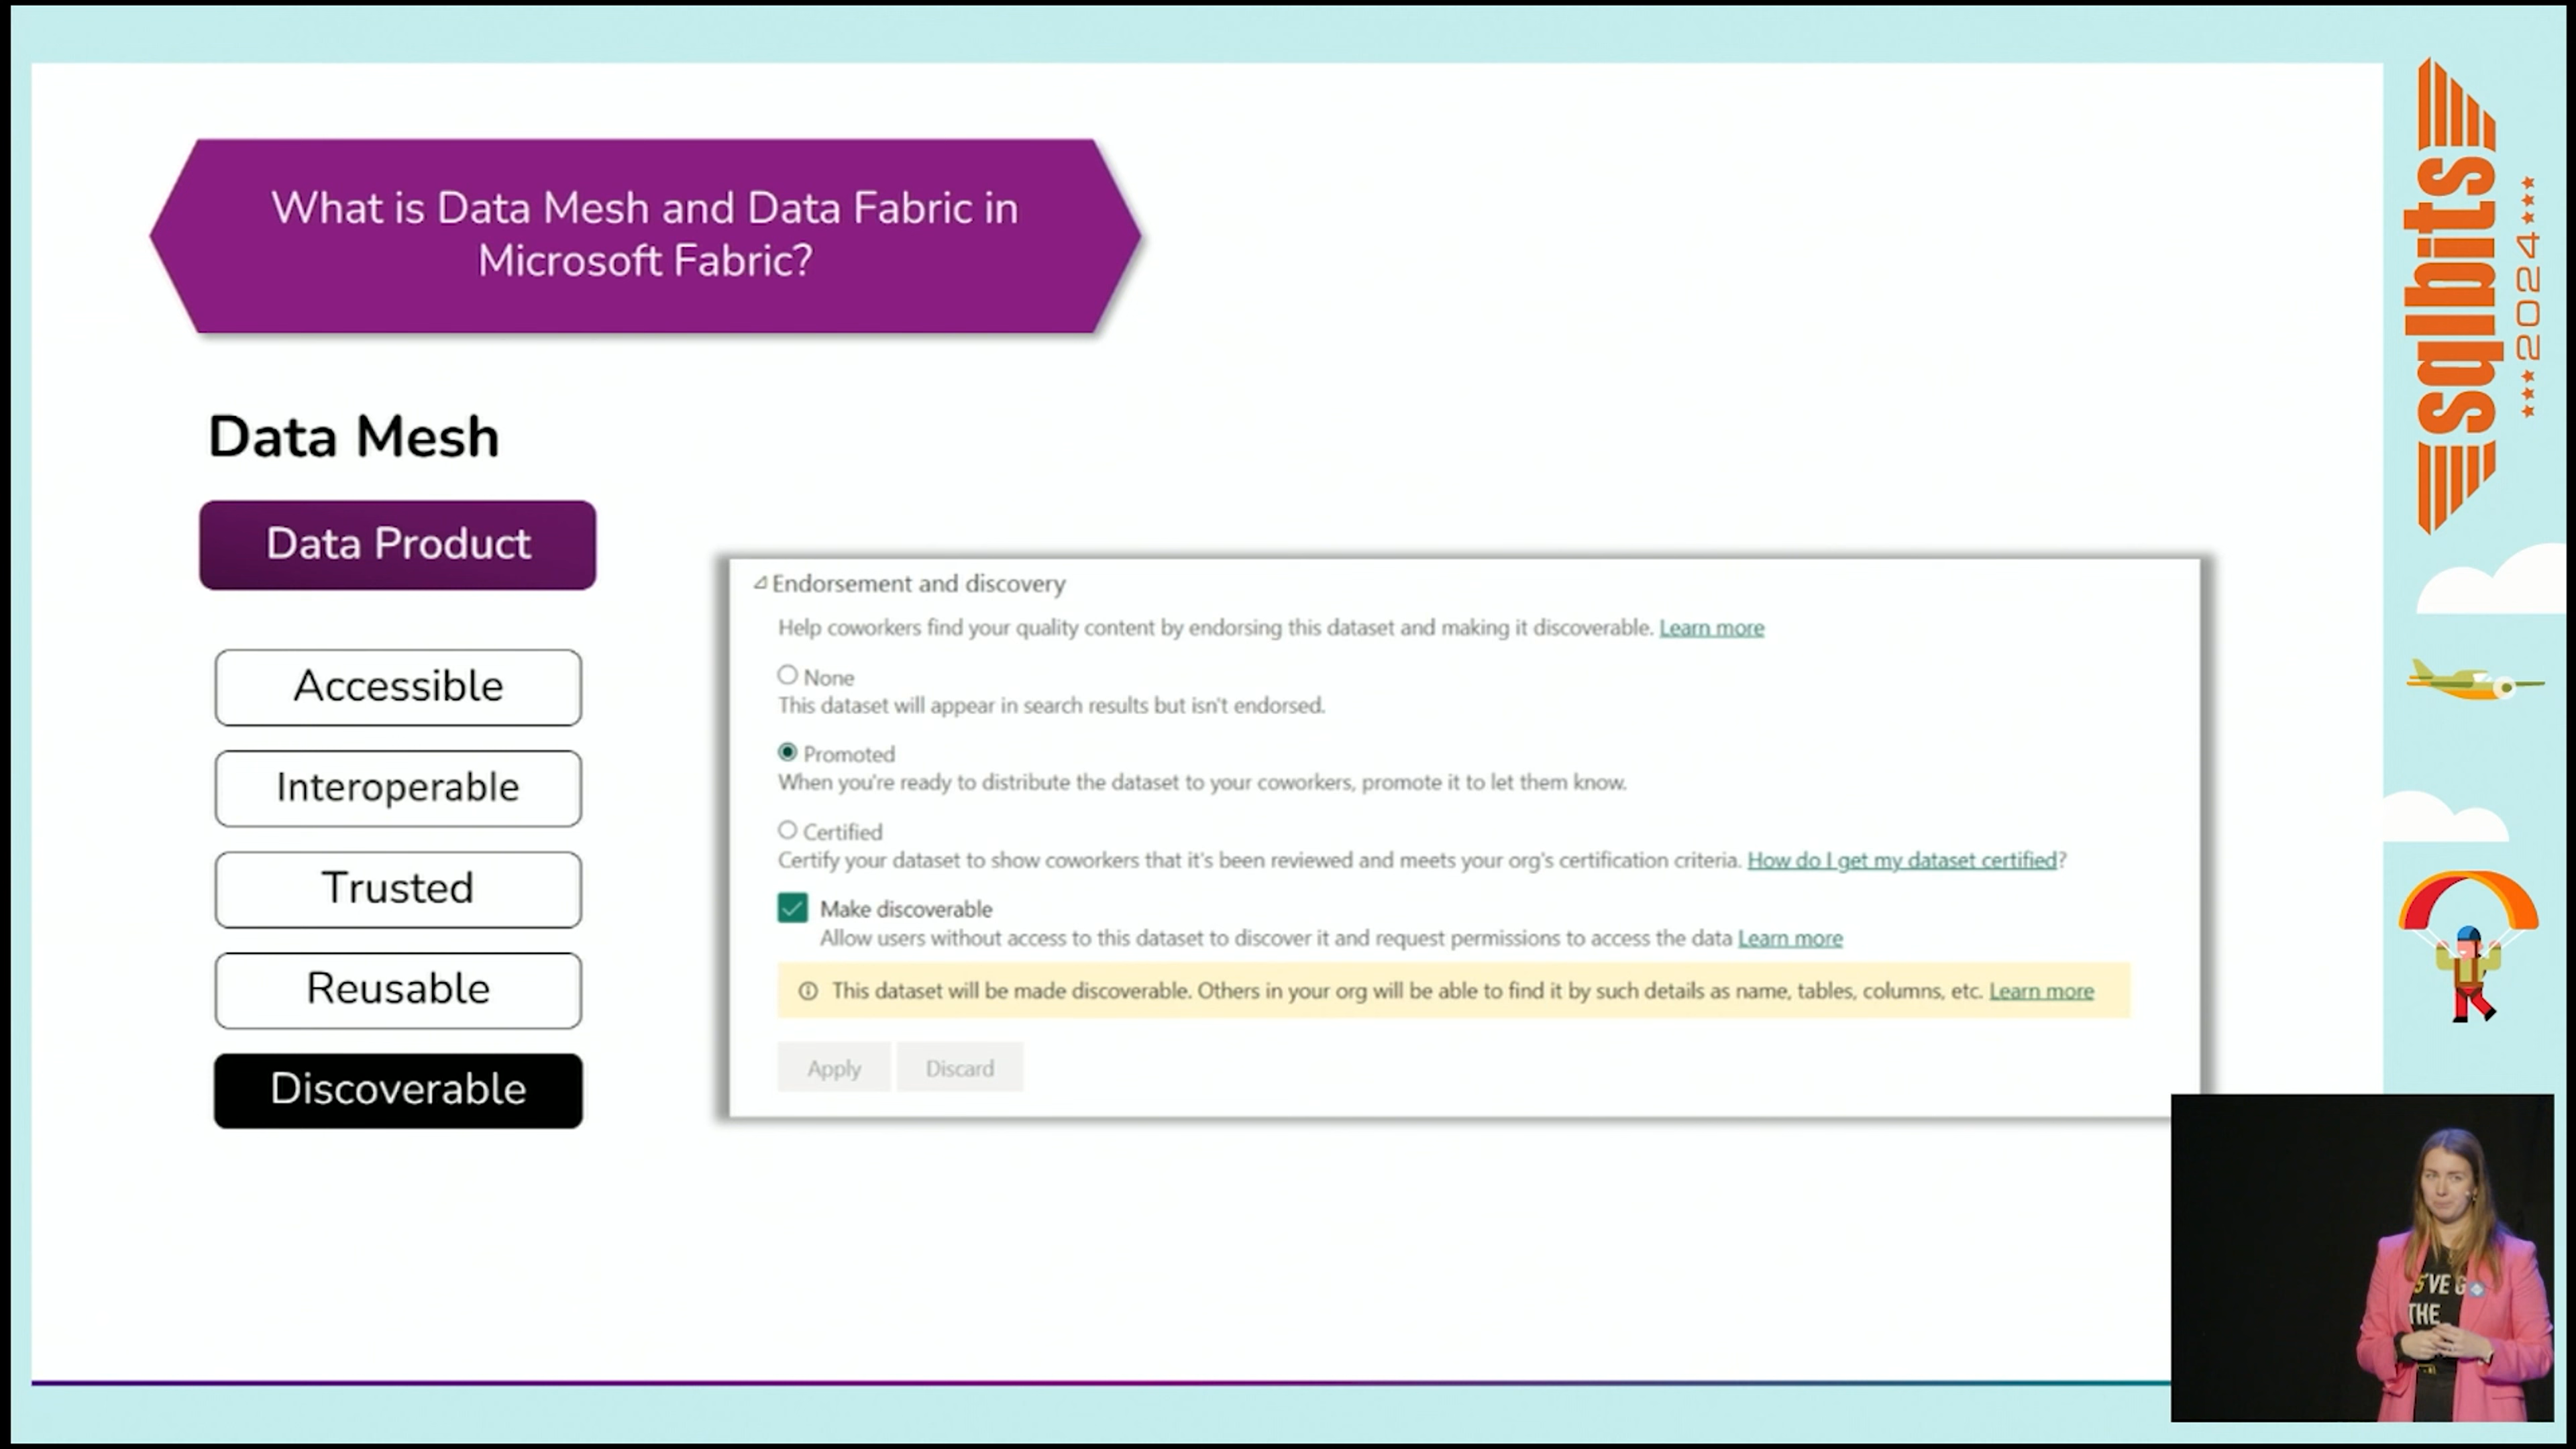 What is Data Mesh and Data Fabric in
Microsoft Fabric?
Data Mesh
Data Product
Accessible
Interoperable
Trusted
Reusable
Discoverable
Endorsement and discovery
Help coworkers find your quality content by endorsing this dataset and making it discoverable. Learn more
None
This dataset will appear in search results but isn't endorsed.
Promoted
When you're ready to distribute the dataset to your coworkers, promote it to let them know.
Certified
Certify your dataset to show coworkers that it's been reviewed and meets your org's certification criteria. How do I get my dataset certified?
Make discoverable
Allow users without access to this dataset to discover it and request permissions to access the data Learn more
This dataset will be made discoverable. Others in your org will be able to find it by such details as name, tables, columns, etc. Learn more
Apply Discard
sqlbits
2024
'VE G
THE